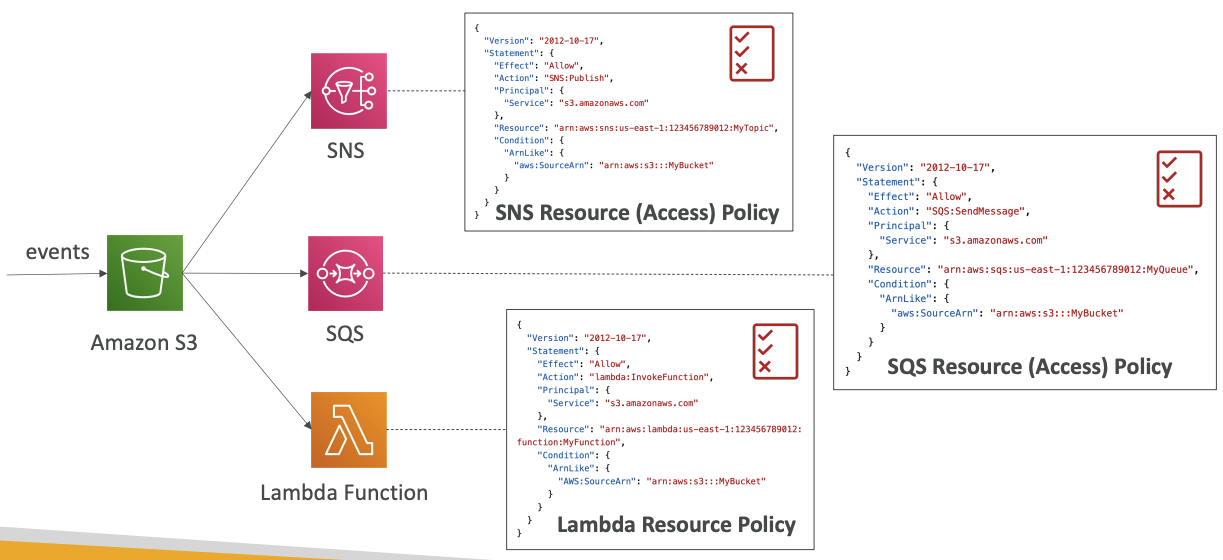 events
Amazon S3
SNS
{
  "Version": "2012-10-17",
  "Statement": {
    "Effect": "Allow",
    "Action": "SNS:Publish",
    "Principal": {
      "Service": "s3.amazonaws.com"
    },
    "Resource": "arn:aws:sns:us-east-1:123456789012:MyTopic",
    "Condition": {
      "ArnLike": {
        "aws:SourceArn": "arn:aws:s3:::MyBucket"
      }
    }
  }
}
SNS Resource (Access) Policy
SQS
{
  "Version": "2012-10-17",
  "Statement": {
    "Effect": "Allow",
    "Action": "SQS:SendMessage",
    "Principal": {
      "Service": "s3.amazonaws.com"
    },
    "Resource": "arn:aws:sqs:us-east-1:123456789012:MyQueue",
    "Condition": {
      "ArnLike": {
        "aws:SourceArn": "arn:aws:s3:::MyBucket"
      }
    }
  }
}
SQS Resource (Access) Policy
Lambda Function
{
  "Version": "2012-10-17",
  "Statement": {
    "Effect": "Allow",
    "Action": "lambda:InvokeFunction",
    "Principal": {
      "Service": "s3.amazonaws.com"
    },
    "Resource": "arn:aws:lambda:us-east-1:123456789012:
function:MyFunction",
    "Condition": {
      "ArnLike": {
        "AWS:SourceArn": "arn:aws:s3:::MyBucket"
      }
    }
  }
}
Lambda Resource Policy